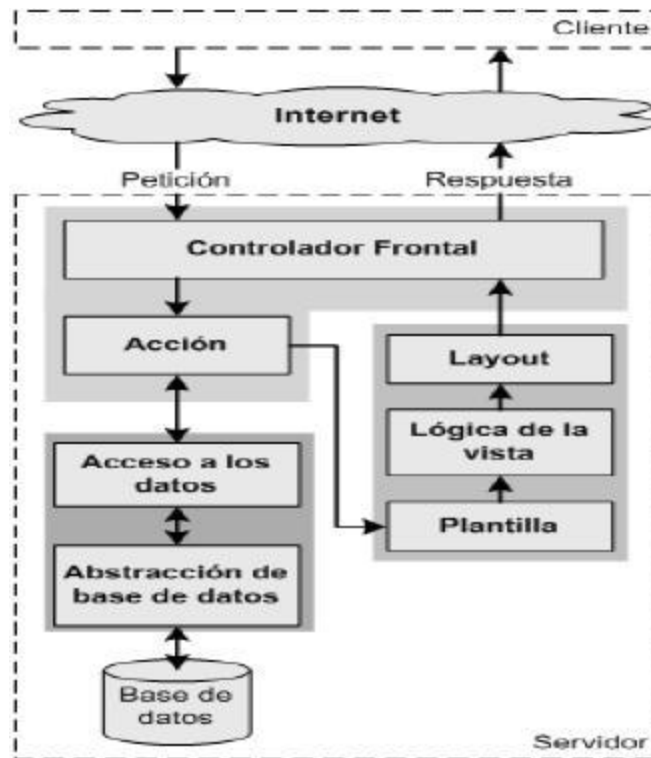 Cliente
Internet
Petición
Respuesta
Controlador Frontal
Acción
Layout
Lógica de la
vista
Plantilla
Acceso a los
datos
Abstracción de
base de datos
Base de
datos
Servidor